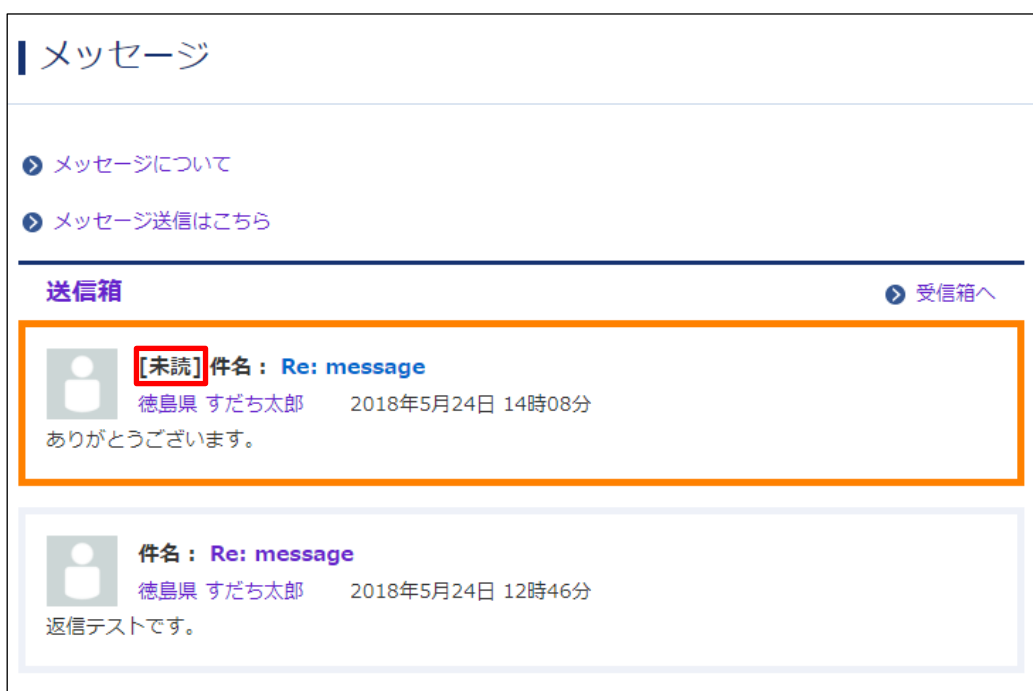 メッセージ
メッセージについて
メッセージ送信はこちら
送信箱 受信箱へ
[未読] 件名： Re: message
徳島県 すだち太郎 2018年5月24日 14時08分
ありがとうございます。
件名： Re: message
徳島県 すだち太郎 2018年5月24日 12時46分
返信テストです。